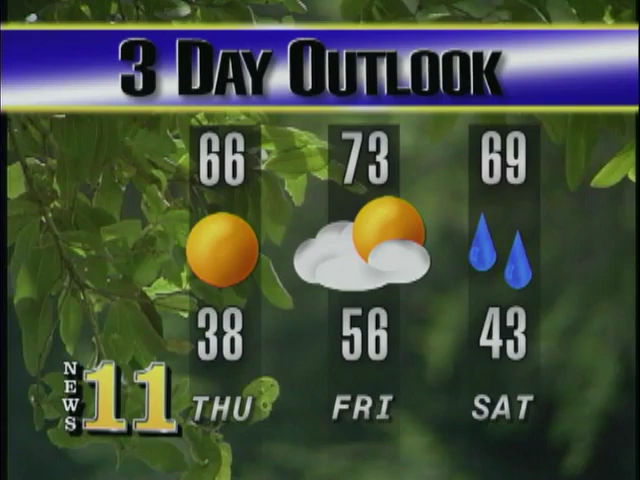 3 DAY OUTLOOK
66 73 69
38 56 43
NEWS 11
THU FRI SAT